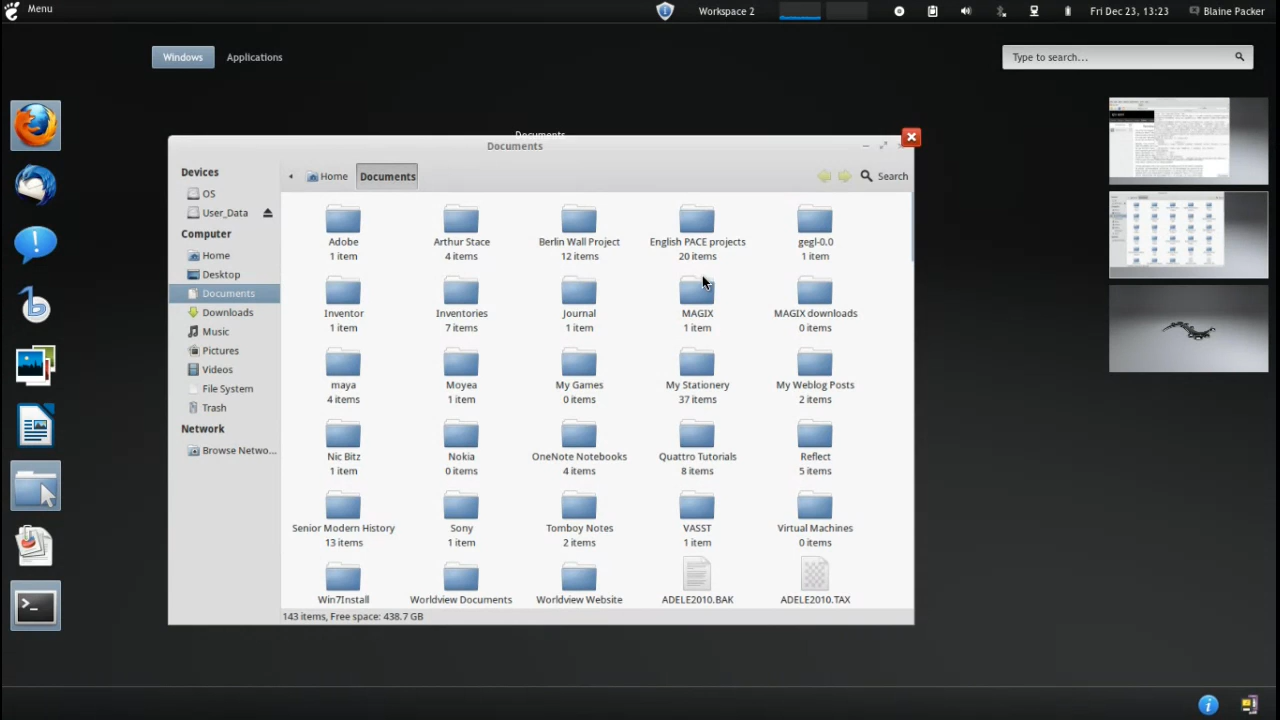 Menu
Workspace 2
Fri Dec 23, 13:23
Blaine Packer
Windows
Applications
Type to search...
Documents
Documents
Devices
OS
User_Data
Computer
Home
Desktop
Documents
Downloads
Music
Pictures
Videos
File System
Trash
Network
Browse Netwo...
Home
Documents
Search
Adobe
1 item
Arthur Stace
4 items
Berlin Wall Project
12 items
English PACE projects
20 items
gegl-0.0
1 item
Inventor
1 item
Inventories
7 items
Journal
1 item
MAGIX
1 item
MAGIX downloads
0 items
maya
4 items
Moyea
1 item
My Games
0 items
My Stationery
37 items
My Weblog Posts
2 items
Nic Bitz
1 item
Nokia
0 items
OneNote Notebooks
4 items
Quattro Tutorials
8 items
Reflect
5 items
Senior Modern History
13 items
Sony
1 item
Tomboy Notes
2 items
VASST
1 item
Virtual Machines
0 items
Win7Install
Worldview Documents
Worldview Website
ADELE2010.BAK
ADELE2010.TAX
143 items, Free space: 438.7 GB